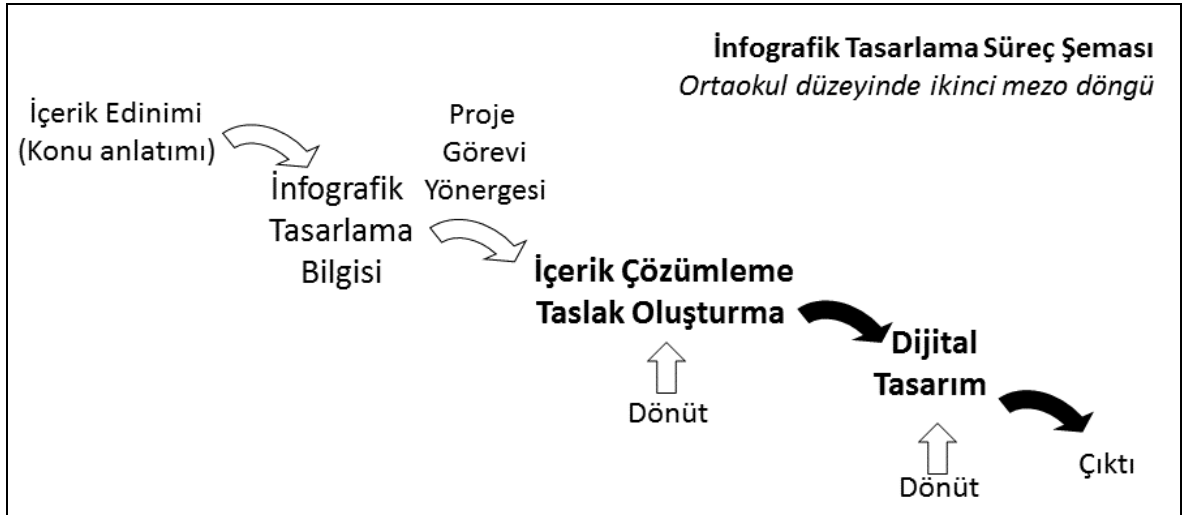 İnfografik Tasarlama Süreç Şeması
Ortaokul düzeyinde ikinci mezo döngü
İçerik Edinimi
(Konu anlatımı)
Proje
Görevi
Yönergesi
İnfografik
Tasarlama
Bilgisi
İçerik Çözümleme
Taslak Oluşturma
Dönüt
Dijital
Tasarım
Dönüt
Çıktı